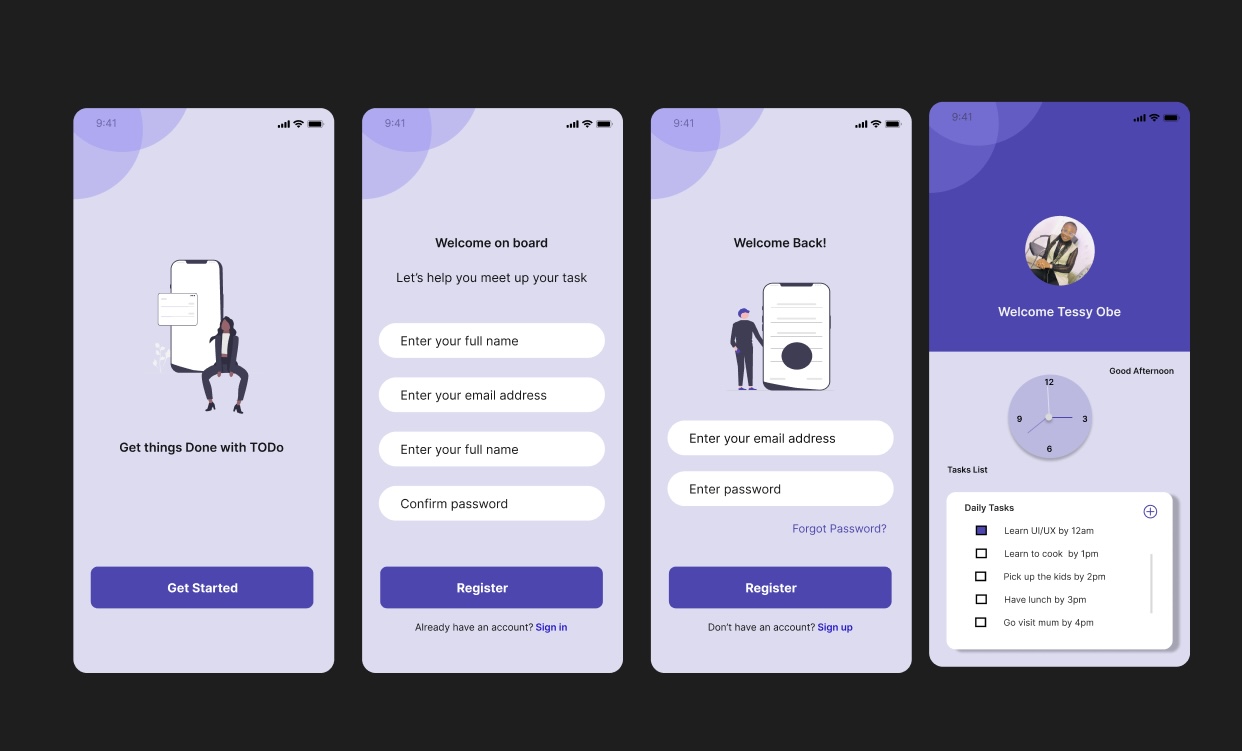 9:41
Get things Done with TODo
Get Started
9:41
Welcome on board
Let's help you meet up your task
Enter your full name
Enter your email address
Enter your full name
Confirm password
Register
Already have an account? Sign in
9:41
Welcome Back!
Enter your email address
Enter password
Forgot Password?
Register
Don't have an account? Sign up
9:41
Welcome Tessy Obe
Good Afternoon
12
9
3
6
Tasks List
Daily Tasks
Learn UI/UX by 12am
Learn to cook  by 1pm
Pick up the kids by 2pm
Have lunch by 3pm
Go visit mum by 4pm